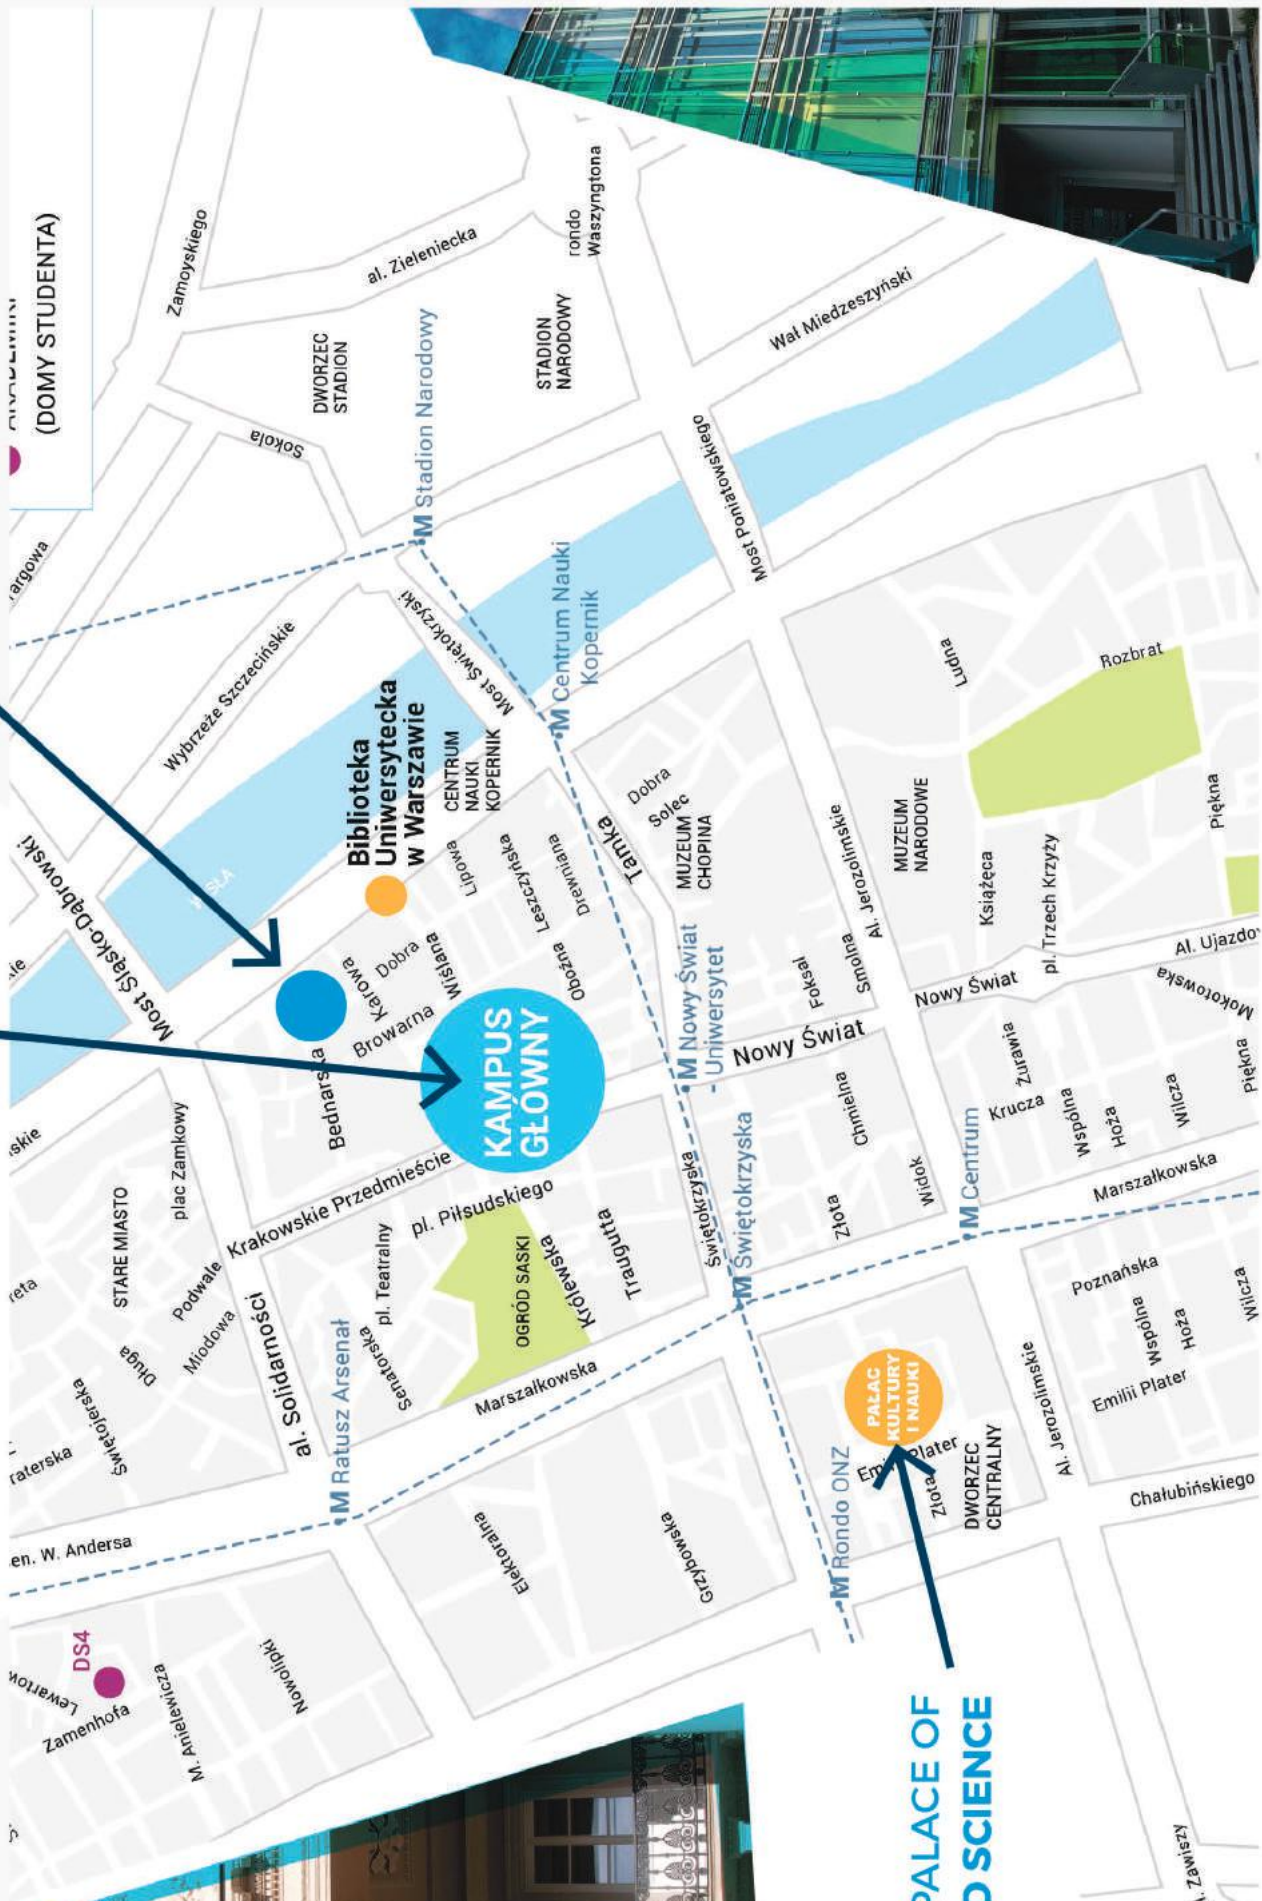 (DOMY STUDENTA)
DS4
Zamenhofa
M. Anielewicza
Nowolipki
Świętojerska
Długa
Miodowa
Podwale
STARE MIASTO
plac Zamkowy
al. Solidarności
Krakowskie Przedmieście
Most Śląsko-Dąbrowski
Wybrzeże Szczecińskie
Zamoyskiego
Sokola
M Ratusz Arsenał
Senatorska
pl. Teatralny
pl. Piłsudskiego
Bednarska
Browarna
Karowa
Dobra
Wiślana
Biblioteka
Uniwersytecka
w Warszawie
CENTRUM
NAUKI
KOPERNIK
Lipowa
Leszczyńska
Drewniana
Oboźna
KAMPUS
GŁÓWNY
DWORZEC
STADION
al. Zieleniecka
M Stadion Narodowy
STADION
NARODOWY
rondo
Waszyngtona
Most Świętokrzyski
M Centrum Nauki
Kopernik
Elektoralna
Grzybowska
Marszałkowska
OGRÓD SASKI
Królewska
Traugutta
Świętokrzyska
M Świętokrzyska
M Nowy Świat
- Uniwersytet
Nowy Świat
Tamka
Dobra
Solec
MUZEUM
CHOPINA
Most Poniatowskiego
Wał Miedzeszyński
M Rondo ONZ
PAŁAC
KULTURY
I NAUKI
Emilii Plater
Złota
DWORZEC
CENTRALNY
Złota
Chmielna
Widok
Foksal
Smolna
Al. Jerozolimskie
MUZEUM
NARODOWE
Ludna
Rozbrat
PALACE OF
SCIENCE
M Centrum
Nowy Świat
Książęca
pl. Trzech Krzyży
Krucza
Żurawia
Wspólna
Hoża
Wilcza
Piękna
Mokotowska
Piękna
Al. Jerozolimskie
Poznańska
Marszałkowska
Emilii Plater
Wspólna
Hoża
Wilcza
Chałubińskiego
Zawiszy